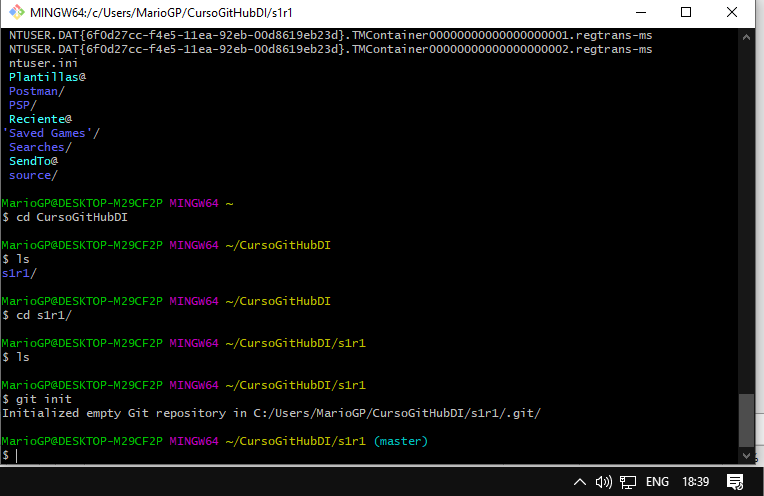 MINGW64:/c/Users/MarioGP/CursoGitHubDI/s1r1
NTUSER.DAT{6f0d27cc-f4e5-11ea-92eb-00d8619eb23d}.TMContainer00000000000000000001.regtrans-ms
NTUSER.DAT{6f0d27cc-f4e5-11ea-92eb-00d8619eb23d}.TMContainer00000000000000000002.regtrans-ms
ntuser.ini
Plantillas@
Postman/
PSP/
Reciente@
'Saved Games'/
Searches/
SendTo@
source/
MarioGP@DESKTOP-M29CF2P MINGW64 ~
$ cd CursoGitHubDI
MarioGP@DESKTOP-M29CF2P MINGW64 ~/CursoGitHubDI
$ ls
s1r1/
MarioGP@DESKTOP-M29CF2P MINGW64 ~/CursoGitHubDI
$ cd s1r1/
MarioGP@DESKTOP-M29CF2P MINGW64 ~/CursoGitHubDI/s1r1
$ ls
MarioGP@DESKTOP-M29CF2P MINGW64 ~/CursoGitHubDI/s1r1
$ git init
Initialized empty Git repository in C:/Users/MarioGP/CursoGitHubDI/s1r1/.git/
MarioGP@DESKTOP-M29CF2P MINGW64 ~/CursoGitHubDI/s1r1 (master)
$
ENG 18:39